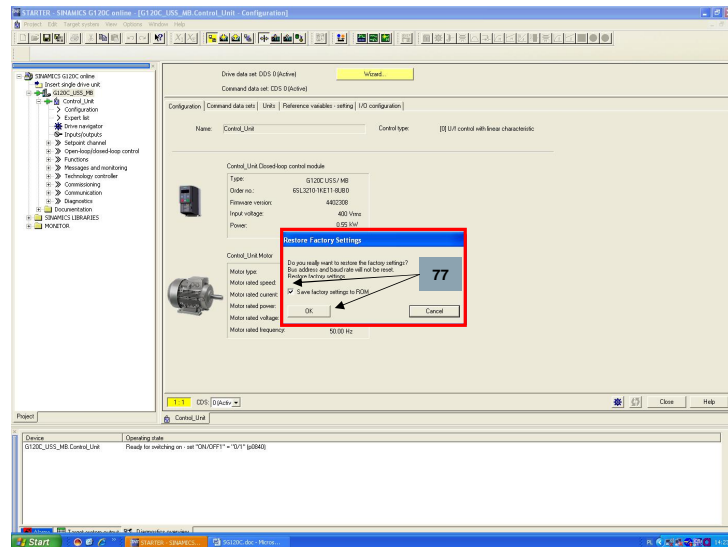 STARTER - SINAMICS G120C online - [G120C_USS_MB.Control_Unit - Configuration]
Project Edit Target system View Options Window Help
SINAMICS G120C online
Insert single drive unit
G120C_USS_MB
Control_Unit
Configuration
Expert list
Drive navigator
Inputs/outputs
Setpoint channel
Open-loop/closed-loop control
Functions
Messages and monitoring
Technology controller
Commissioning
Communication
Diagnostics
Documentation
SINAMICS LIBRARIES
MONITOR
Project
Drive data set: DDS 0 (Active)
Wizard...
Command data set: CDS 0 (Active)
Configuration Command data sets Units Reference variables - setting I/O configuration
Name: Control_Unit Control type: [0] U/f control with linear characteristic
Control_Unit Closed-loop control module
Type: G120C USS/MB
Order no.: 6SL3210-1KE11-8UB0
Firmware version: 4402308
Input voltage: 400 Vrms
Power: 0.55 kW
Control_Unit Motor
Motor type:
Motor rated speed:
Motor rated current:
Motor rated power:
Motor rated voltage:
Motor rated frequency: 50.00 Hz
Restore Factory Settings
Do you really want to restore the factory settings?
Bus address and baud rate will not be reset.
Restore factory settings
Save factory settings to ROM
OK Cancel
77
1:1 CDS: 0 (Activ
Close Help
Control_Unit
Device Operating state
G120C_USS_MB.Control_Unit Ready for switching on - set "ON/OFF1" = "0/1" (p0840)
Alarms Target system output Diagnostics overview
Start STARTER - SINAMICS... SG120C.doc - Micros...
PL